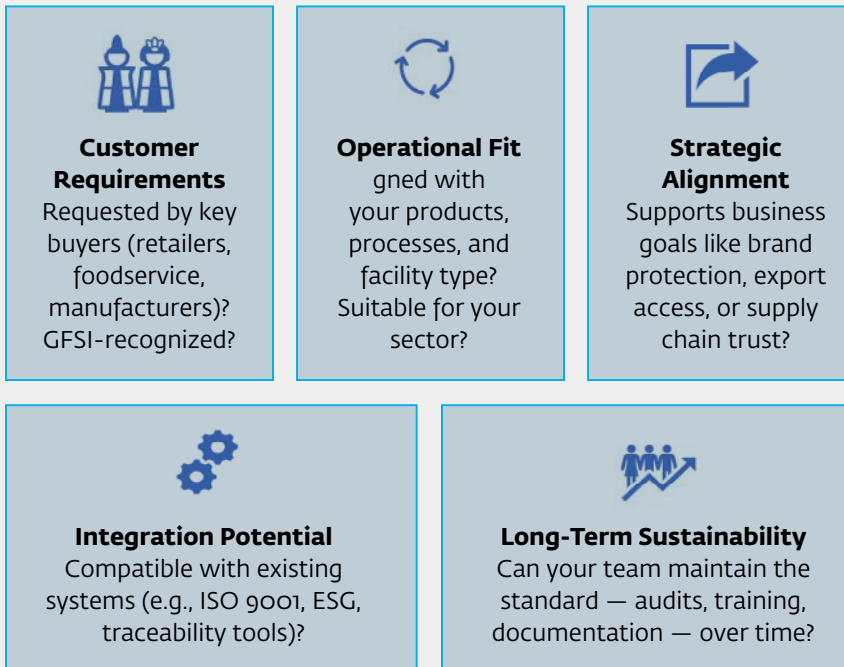 Customer
Requirements
Requested by key
buyers (retailers,
foodservice,
manufacturers)?
GFSI-recognized?
Operational Fit
gned with
your products,
processes, and
facility type?
Suitable for your
sector?
Strategic
Alignment
Supports business
goals like brand
protection, export
access, or supply
chain trust?
Integration Potential
Compatible with existing
systems (e.g., ISO 9001, ESG,
traceability tools)?
Long-Term Sustainability
Can your team maintain the
standard — audits, training,
documentation — over time?